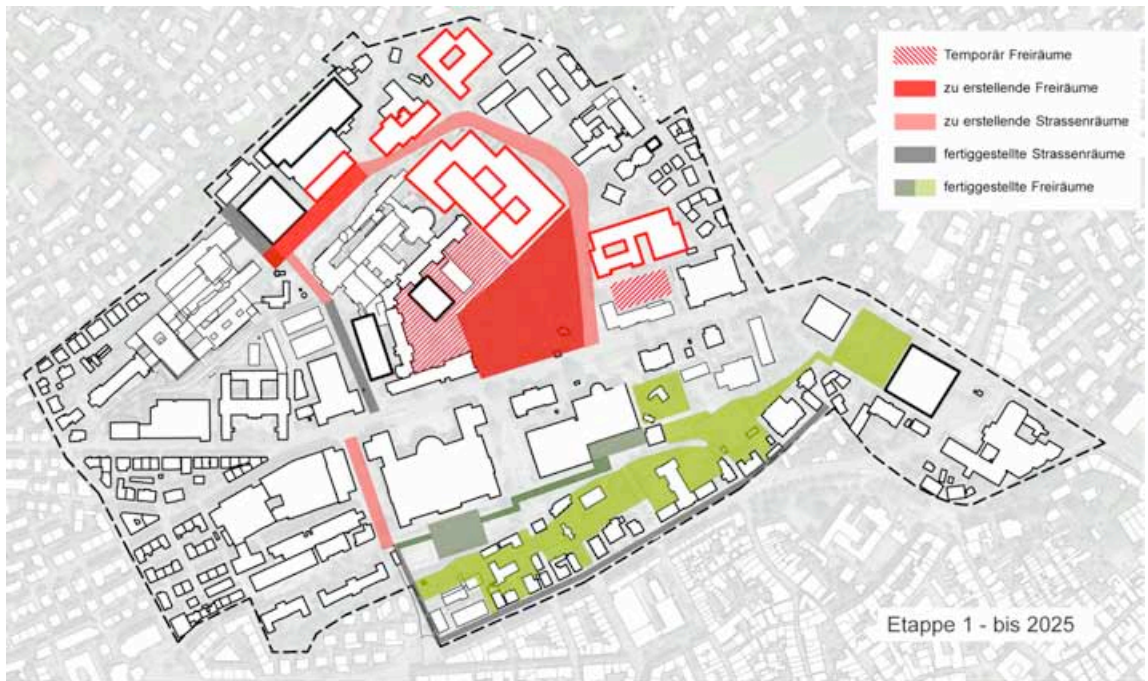 Temporär Freiräume
zu erstellende Freiräume
zu erstellende Strassenräume
fertiggestellte Strassenräume
fertiggestellte Freiräume
Etappe 1 - bis 2025